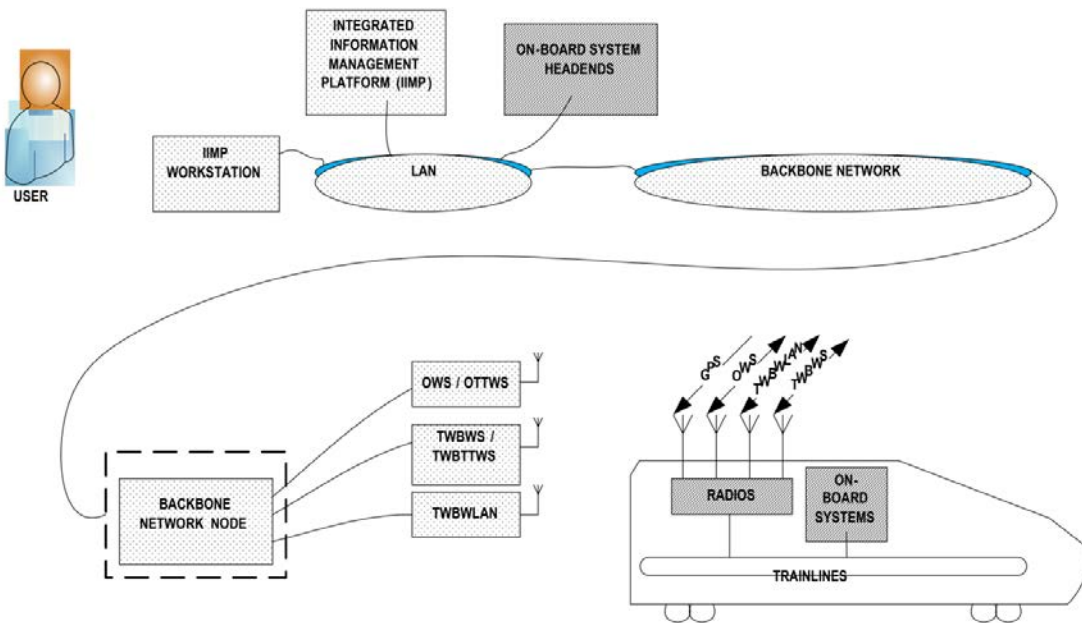 INTEGRATED
INFORMATION
MANAGEMENT
PLATFORM (IIMP)
ON-BOARD SYSTEM
HEADENDS
IIMP
WORKSTATION
LAN
BACKBONE NETWORK
USER
GPS
OWS
TWBWLAN
TWBWS
OWS / OTTWS
TWBWS /
TWBTTWS
TWBWLAN
BACKBONE
NETWORK NODE
RADIOS
ON-
BOARD
SYSTEMS
TRAINLINES